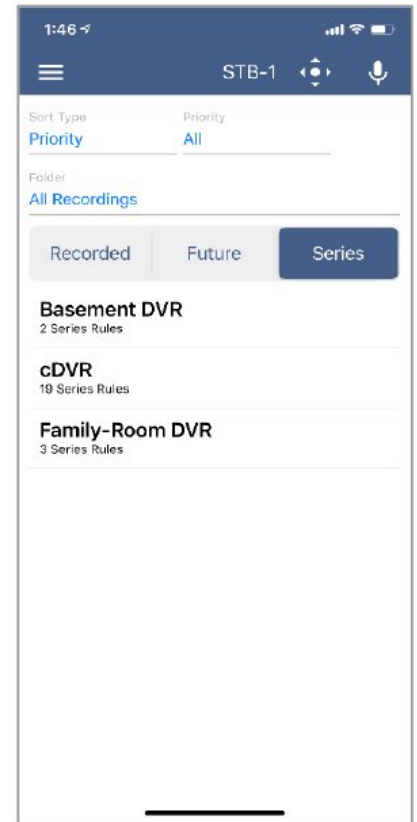 1:46
STB-1
Sort Type Priority
Priority All
Folder
All Recordings
Recorded Future Series
Basement DVR
2 Series Rules
cDVR
19 Series Rules
Family-Room DVR
3 Series Rules